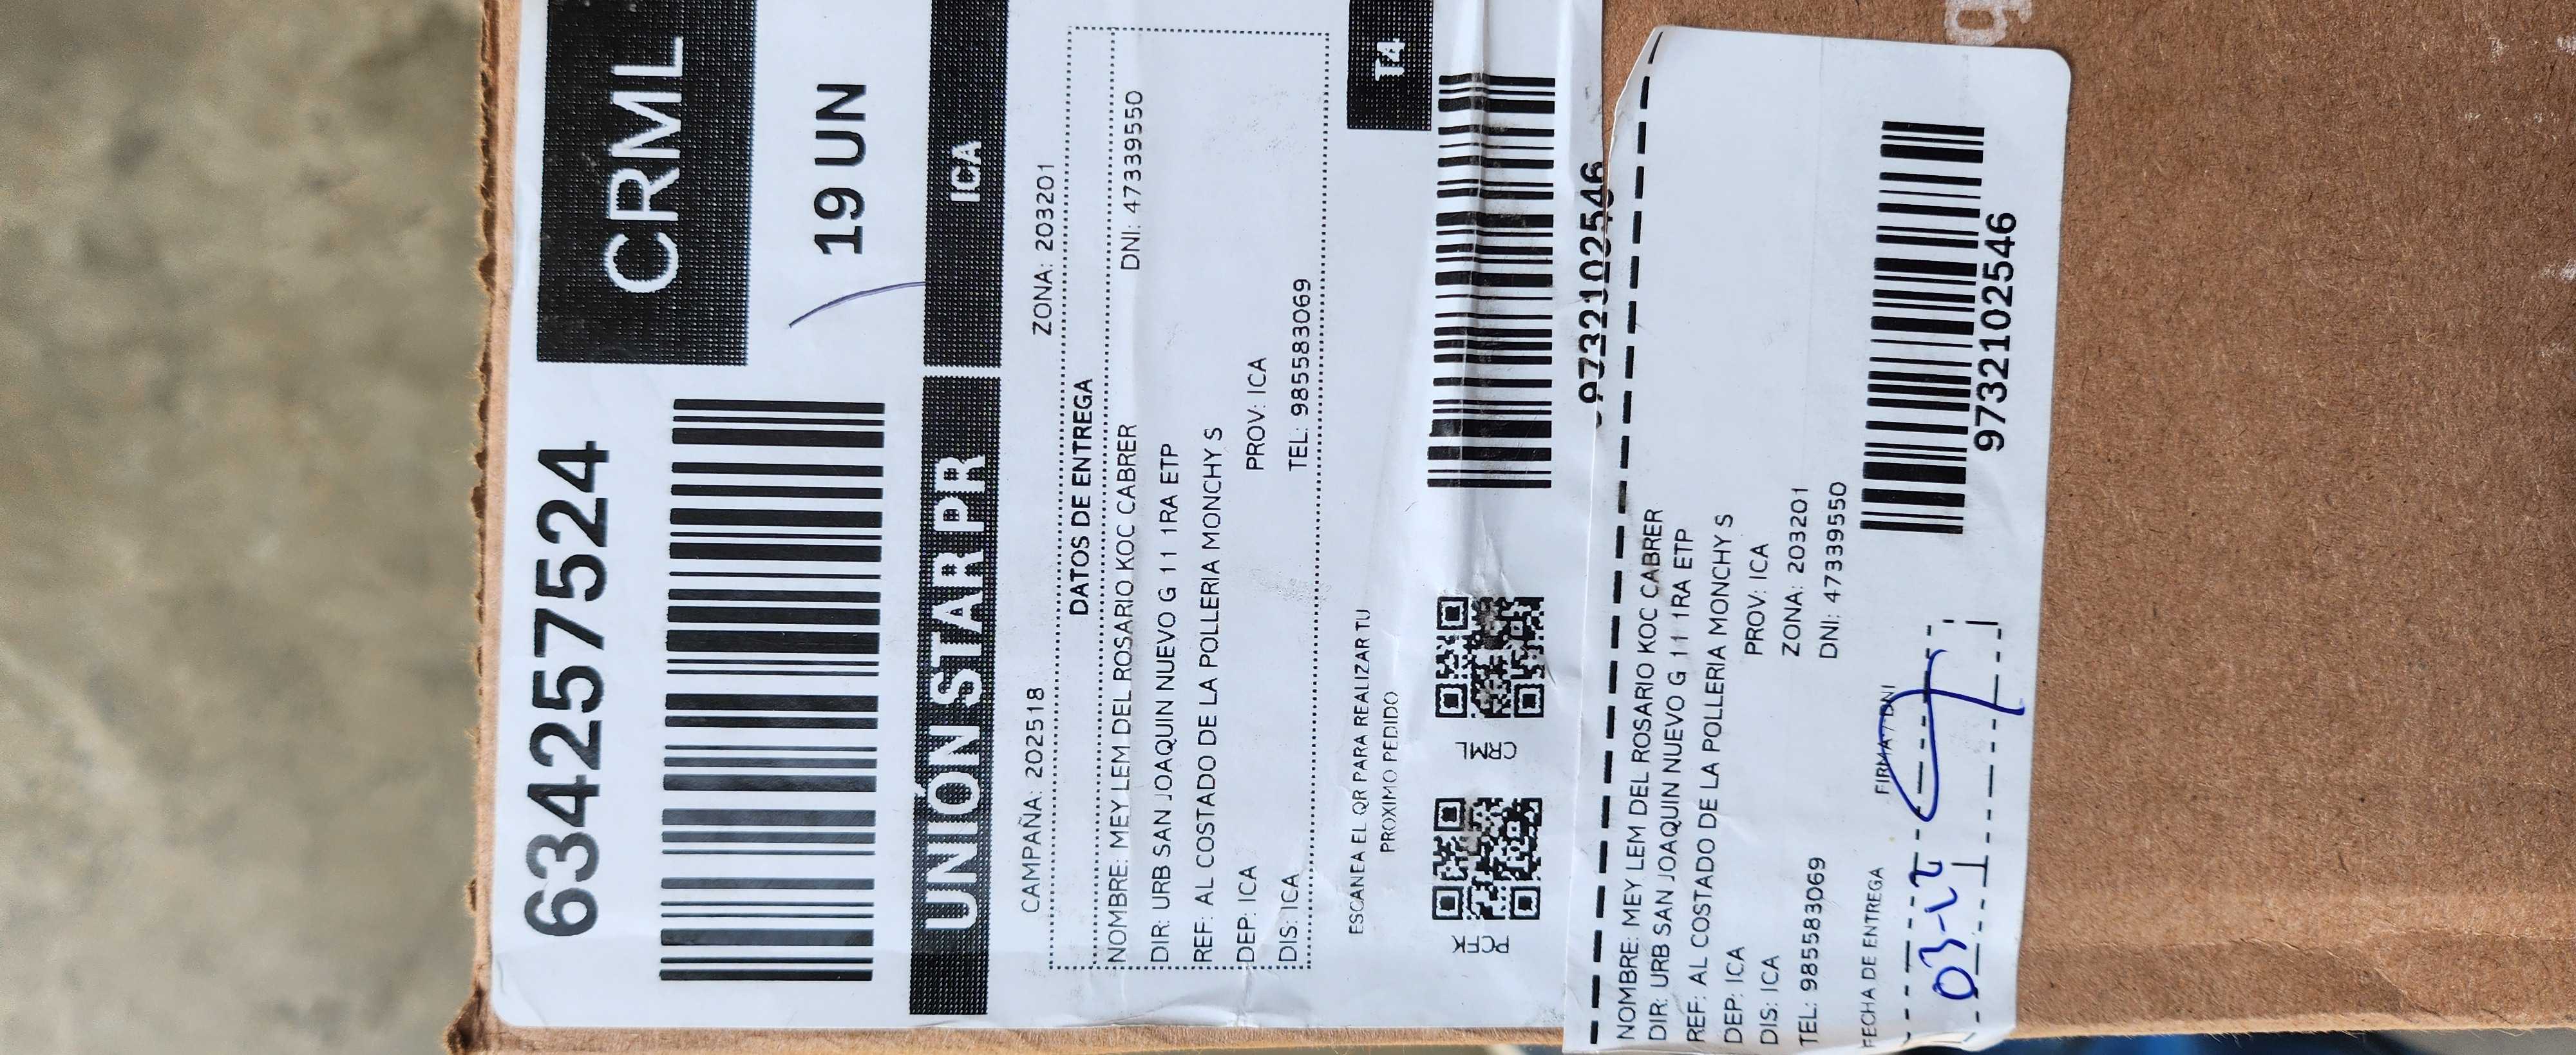 634257524
CRML
19 UN
UNIÓN STAR PR
ICA
CAMPAÑA: 202518
ZONA: 203201
DATOS DE ENTREGA
NOMBRE: MEY LEM DEL ROSARIO KOC CABRER
DNI: 47339550
DIR: URB SAN JOAQUIN NUEVO G 11 1RA ETP
REF: AL COSTADO DE LA POLLERIA MONCHY S
DEP: ICA
PROV: ICA
DIS: ICA
TEL: 985583069
ESCANEA EL QR PARA REALIZAR TU
PROXIMO PEDIDO
T4
PCFK
CRML
9732102546
NOMBRE: MEY LEM DEL ROSARIO KOC CABRER
DIR: URB SAN JOAQUIN NUEVO G 11 1RA ETP
REF: AL COSTADO DE LA POLLERIA MONCHY S
DEP: ICA
PROV: ICA
DIS: ICA
ZONA: 203201
TEL: 985583069
DNI: 47339550
FECHA DE ENTREGA
FIRMA / DNI
9732102546